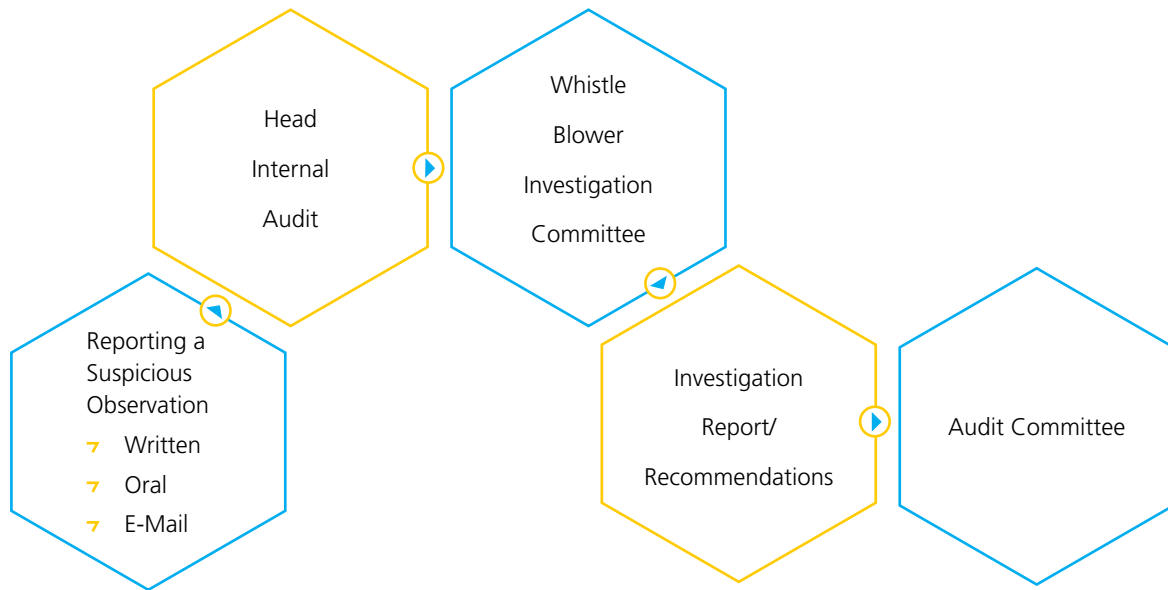 Reporting a
Suspicious
Observation
Written
Oral
E-Mail
Head
Internal
Audit
Whistle
Blower
Investigation
Committee
Investigation
Report/
Recommendations
Audit Committee